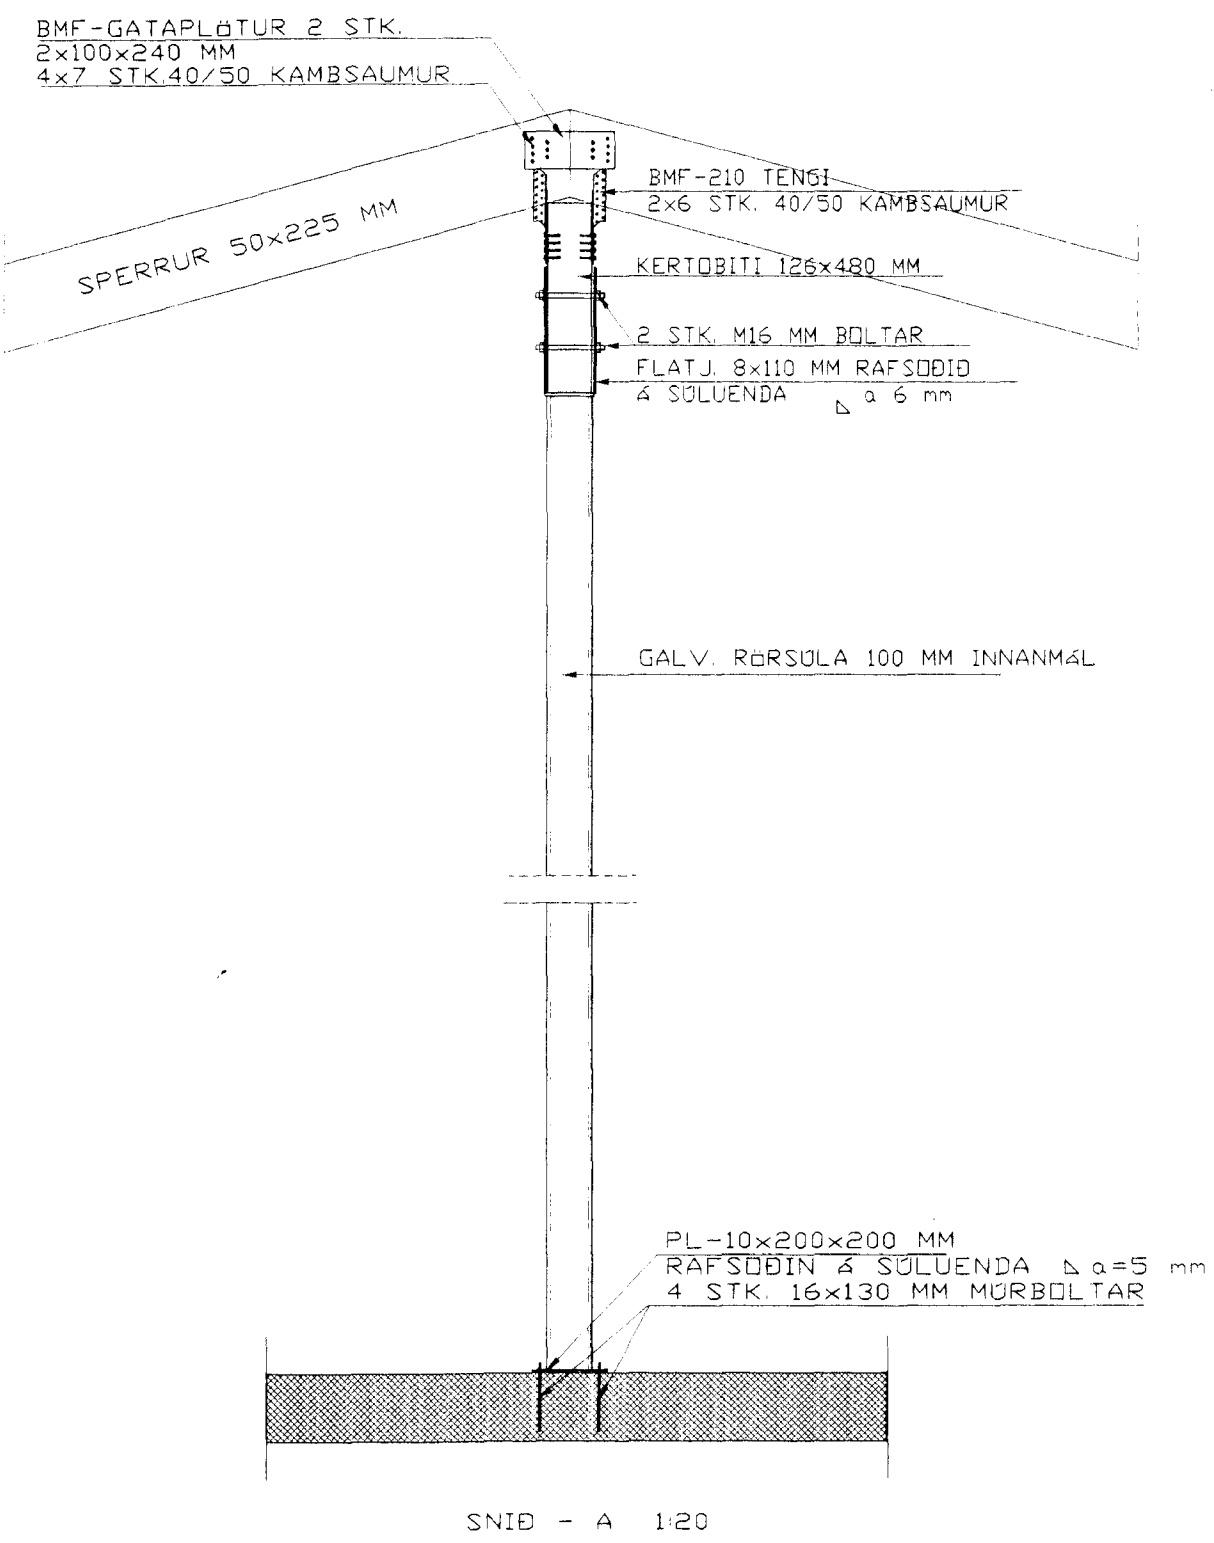 BMF-GATAPLÖTUR 2 STK.
2x100x240 MM
4x7 STK.40/50 KAMBSAUMUR
BMF-210 TENGI
2x6 STK. 40/50 KAMBSAUMUR
SPERRUR 50x225 MM
KERTOBITI 126x480 MM
2 STK. M16 MM BOLTAR
FLATJ. 8x110 MM RAFSOÐIÐ
Á SÚLUENDA a 6 mm
GALV. RÖRSÚLA 100 MM INNANMÁL
PL-10x200x200 MM
RAFSOÐIN Á SÚLUENDA a=5 mm
4 STK. 16x130 MM MÚRBOLTAR
SNIÐ - A 1:20